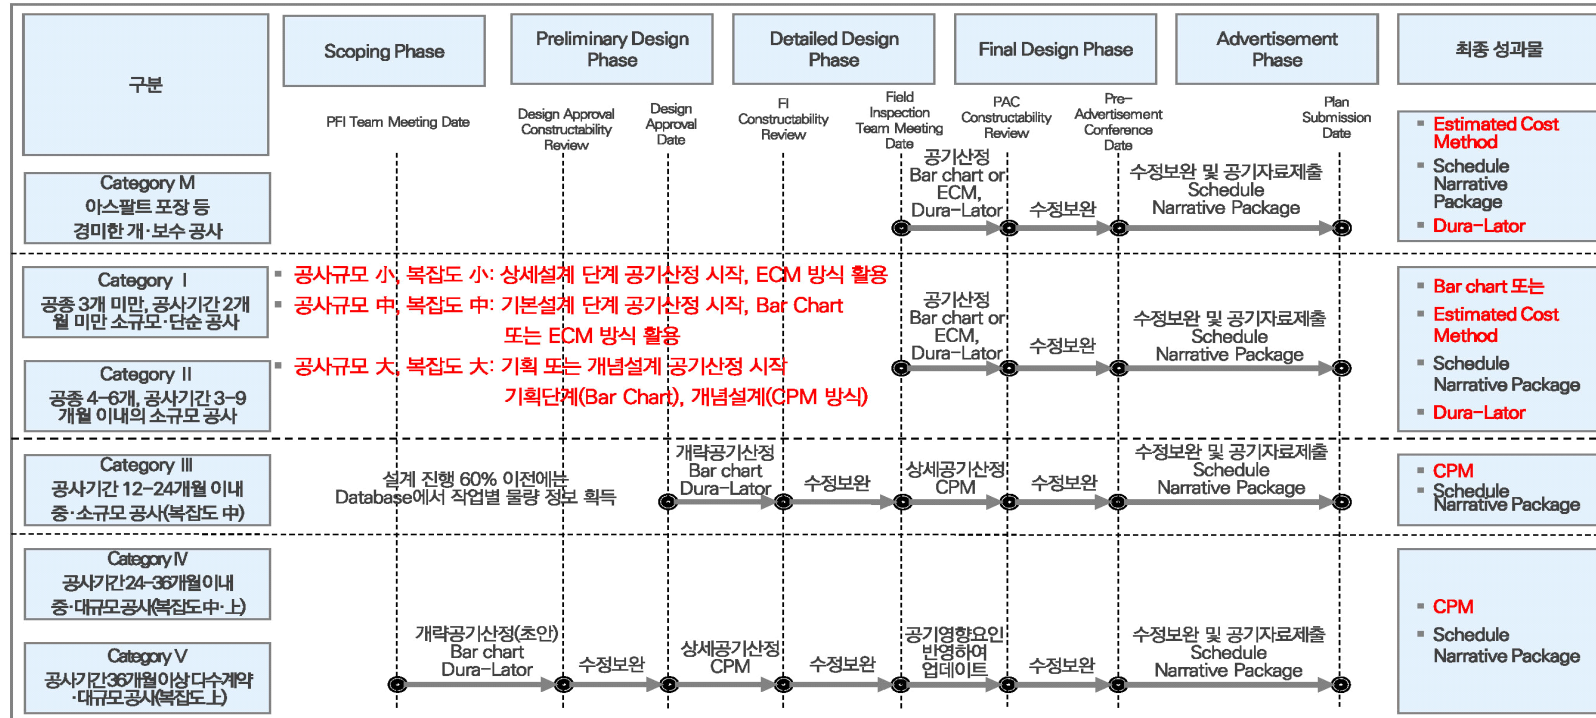 구분
Scoping Phase
Preliminary Design
Phase
Detailed Design
Phase
Final Design Phase
Advertisement
Phase
최종 성과물
PFI Team Meeting Date
Design Approval
Constructability
Review
Design
Approval
Date
FI
Constructability
Review
Field
Inspection
Team Meeting
Date
PAC
Constructability
Review
Pre-
Advertisement
Conference
Date
Plan
Submission
Date
Category M
아스팔트 포장 등
경미한 개·보수 공사
공기산정
Bar chart or
ECM,
Dura-Lator
수정보완
수정보완 및 공기자료제출
Schedule
Narrative Package
▪ Estimated Cost
Method
▪ Schedule
Narrative
Package
▪ Dura-Lator
Category Ⅰ
공종 3개 미만, 공사기간 2개
월 미만 소규모·단순 공사
Category Ⅱ
공종 4-6개, 공사기간 3-9
개월 이내의 소규모 공사
▪ 공사규모 小, 복잡도 小: 상세설계 단계 공기산정 시작, ECM 방식 활용
▪ 공사규모 中, 복잡도 中: 기본설계 단계 공기산정 시작, Bar Chart
또는 ECM 방식 활용
▪ 공사규모 大, 복잡도 大: 기획 또는 개념설계 공기산정 시작
기획단계(Bar Chart), 개념설계(CPM 방식)
공기산정
Bar chart or
ECM,
Dura-Lator
수정보완
수정보완 및 공기자료제출
Schedule
Narrative Package
▪ Bar chart 또는
▪ Estimated Cost
Method
▪ Schedule
Narrative Package
▪ Dura-Lator
Category Ⅲ
공사기간 12-24개월 이내
중·소규모 공사(복잡도 中)
설계 진행 60% 이전에는
Database에서 작업별 물량 정보 획득
개략공기산정
Bar chart
Dura-Lator
수정보완
상세공기산정
CPM
수정보완
수정보완 및 공기자료제출
Schedule
Narrative Package
▪ CPM
▪ Schedule
Narrative Package
Category Ⅳ
공사기간 24-36개월 이내
중·대규모 공사(복잡도 中·上)
Category Ⅴ
공사기간 36개월 이상 다수계약
·대규모 공사(복잡도 上)
개략공기산정(초안)
Bar chart
Dura-Lator
수정보완
상세공기산정
CPM
수정보완
공기영향요인
반영하여
업데이트
수정보완
수정보완 및 공기자료제출
Schedule
Narrative Package
▪ CPM
▪ Schedule
Narrative Package